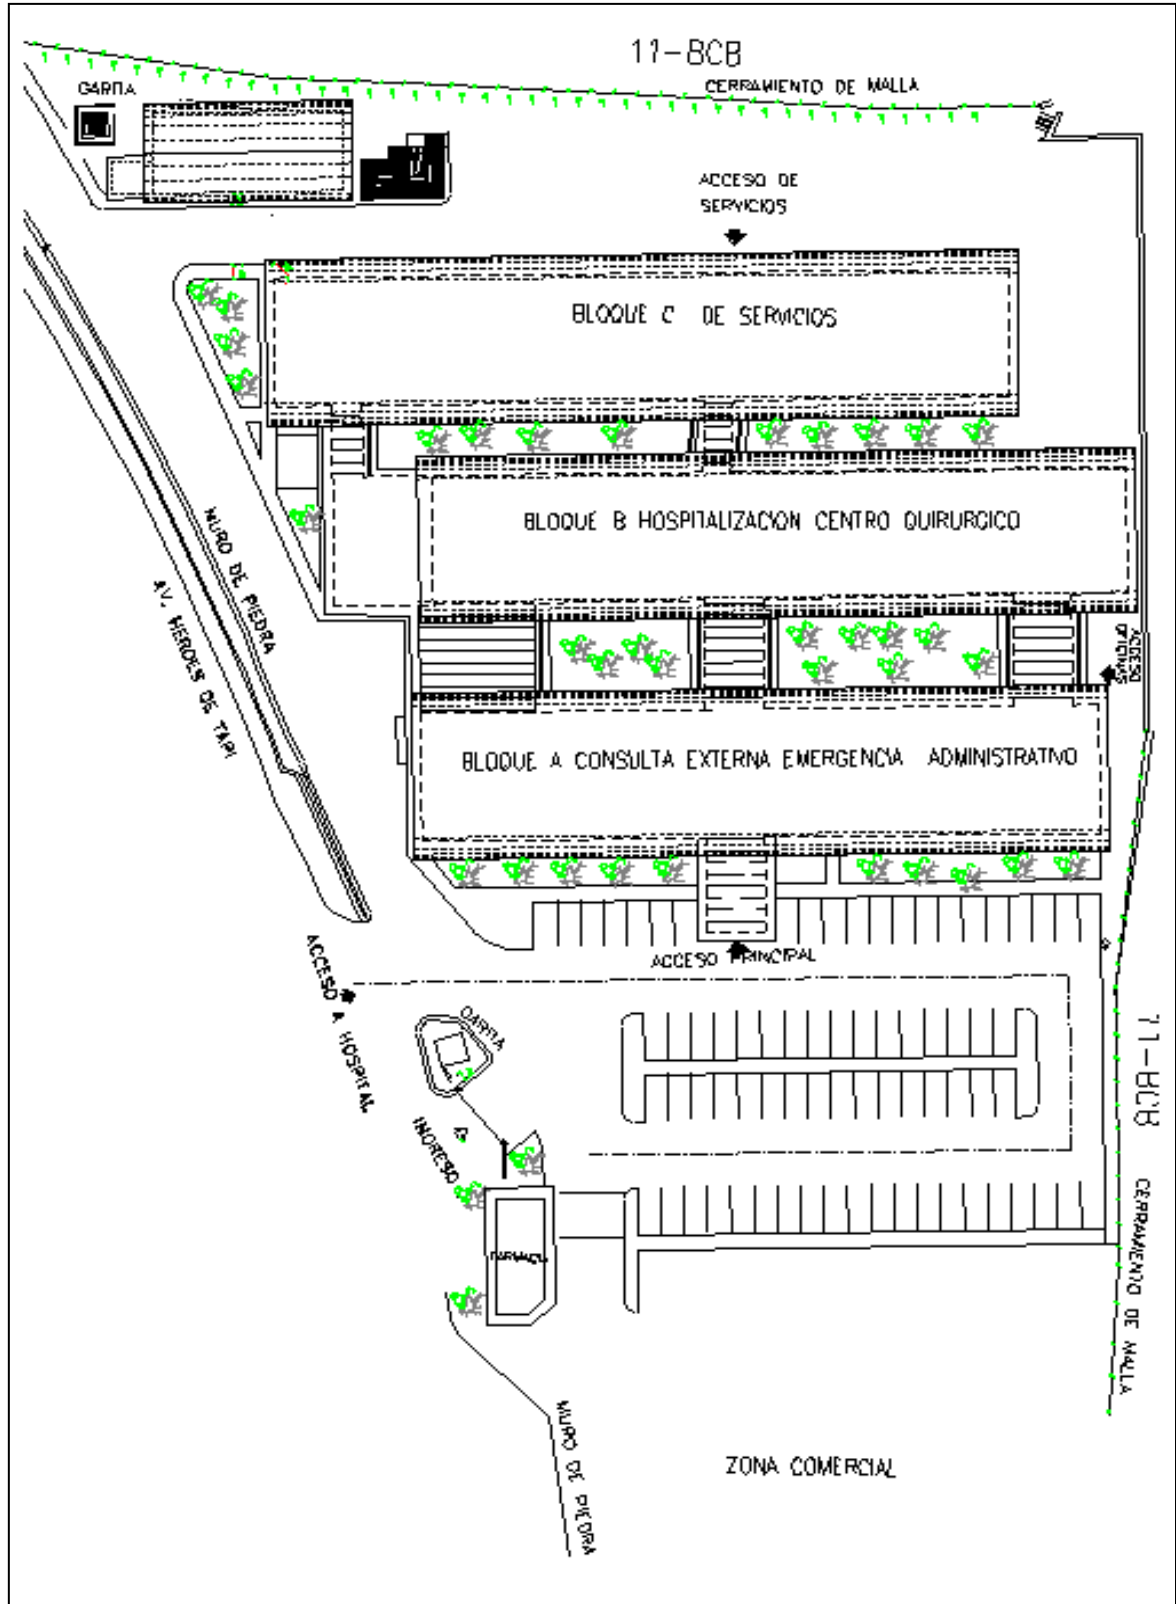 11-BCB
CERRAMIENTO DE MALLA
GARITA
ACCESO DE
SERVICIOS
BLOQUE C DE SERVICIOS
BLOQUE B HOSPITALIZACION CENTRO QUIRURGICO
MURO DE PIEDRA
AV. HEROES DE TAPI
ACCESO
OFICINAS
BLOQUE A CONSULTA EXTERNA EMERGENCIA ADMINISTRATIVO
ACCESO PRINCIPAL
ACCESO A HOSPITAL
GARITA
11-BCB
INGRESO
FARMACIA
CERRAMIENTO DE MALLA
MURO DE PIEDRA
ZONA COMERCIAL